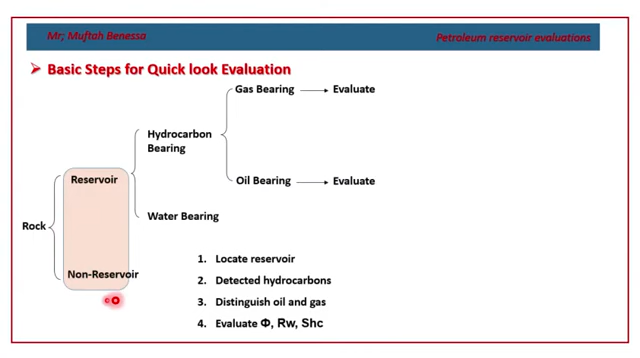 Mr; Muftah Benessa
Petroleum reservoir evaluations
Basic Steps for Quick look Evaluation
Gas Bearing
Evaluate
Hydrocarbon
Bearing
Reservoir
Oil Bearing
Evaluate
Water Bearing
Rock
Non-Reservoir
1. Locate reservoir
2. Detected hydrocarbons
3. Distinguish oil and gas
4. Evaluate Φ, Rw, Shc